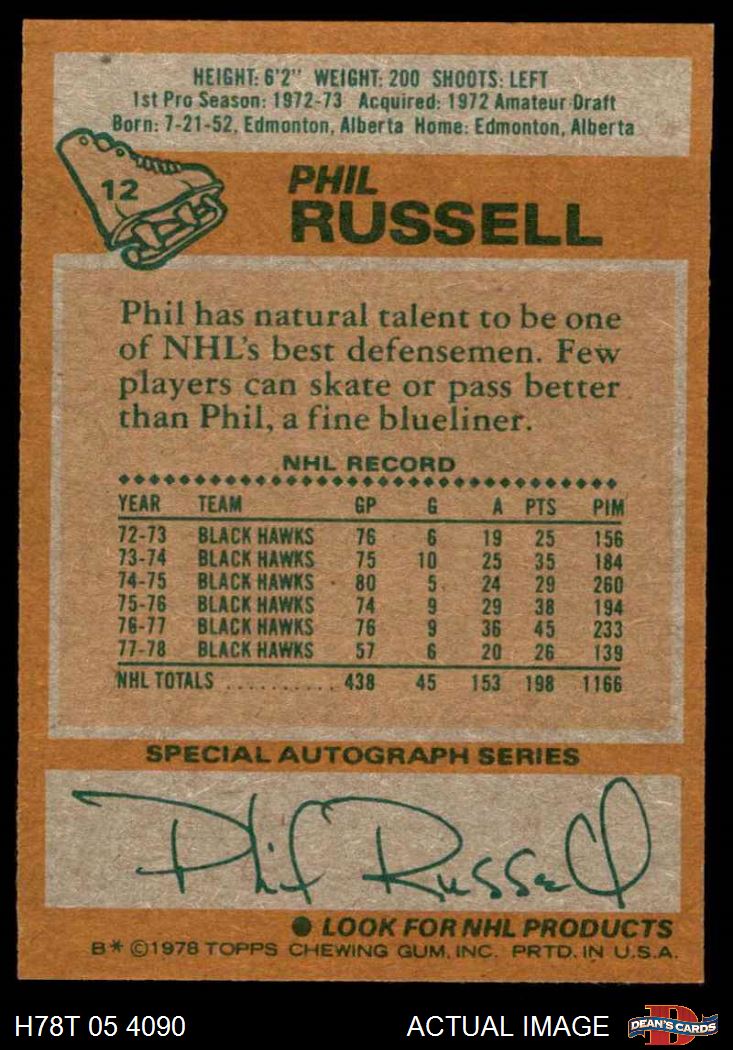 HEIGHT: 6'2" WEIGHT: 200 SHOOTS: LEFT
1st Pro Season: 1972-73 Acquired: 1972 Amateur Draft
Born: 7-21-52, Edmonton, Alberta Home: Edmonton, Alberta
12
PHIL
RUSSELL
Phil has natural talent to be one
of NHL's best defensemen. Few
players can skate or pass better
than Phil, a fine blueliner.
NHL RECORD
YEAR TEAM GP G A PTS PIM
72-73 BLACK HAWKS 76 6 19 25 156
73-74 BLACK HAWKS 75 10 25 35 184
74-75 BLACK HAWKS 80 5 24 29 260
75-76 BLACK HAWKS 74 9 29 38 194
76-77 BLACK HAWKS 76 9 36 45 233
77-78 BLACK HAWKS 57 6 20 26 139
NHL TOTALS .......... 438 45 153 198 1166
SPECIAL AUTOGRAPH SERIES
Phil Russell
● LOOK FOR NHL PRODUCTS
B* ©1978 TOPPS CHEWING GUM, INC. PRTD. IN U.S.A.
H78T 05 4090 ACTUAL IMAGE DEAN'S CARDS